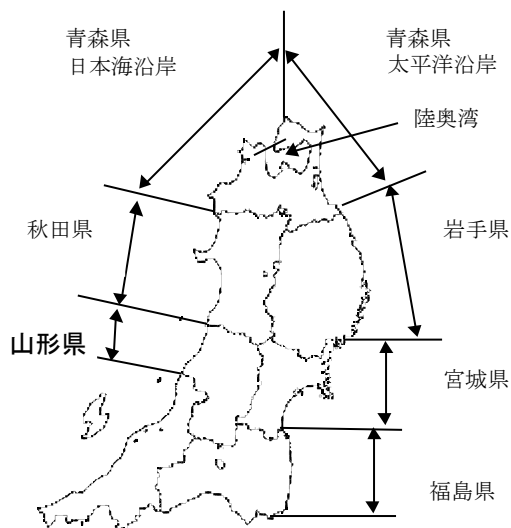 青森県
日本海沿岸
青森県
太平洋沿岸
陸奥湾
秋田県
岩手県
山形県
宮城県
福島県